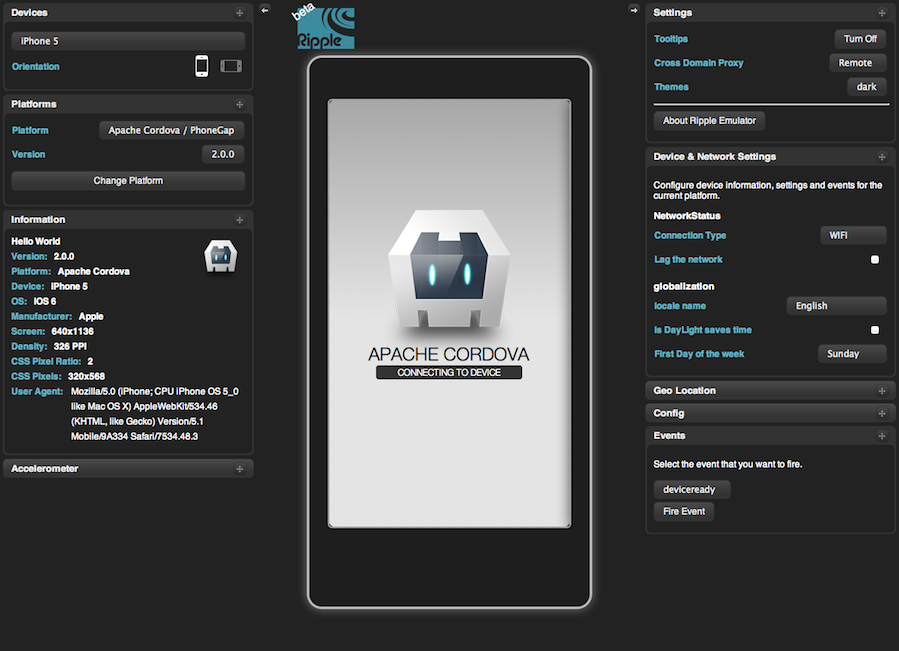 Devices
iPhone 5
Orientation
Platforms
Platform Apache Cordova / PhoneGap
Version 2.0.0
Change Platform
Information
Hello World
Version: 2.0.0
Platform: Apache Cordova
Device: iPhone 5
OS: iOS 6
Manufacturer: Apple
Screen: 640x1136
Density: 326 PPI
CSS Pixel Ratio: 2
CSS Pixels: 320x568
User Agent: Mozilla/5.0 (iPhone; CPU iPhone OS 5_0
like Mac OS X) AppleWebKit/534.46
(KHTML, like Gecko) Version/5.1
Mobile/9A334 Safari/7534.48.3
Accelerometer
beta
Ripple
APACHE CORDOVA
CONNECTING TO DEVICE
Settings
Tooltips Turn Off
Cross Domain Proxy Remote
Themes dark
About Ripple Emulator
Device & Network Settings
Configure device information, settings and events for the
current platform.
NetworkStatus
Connection Type WIFI
Lag the network
globalization
locale name English
Is DayLight saves time
First Day of the week Sunday
Geo Location
Config
Events
Select the event that you want to fire.
deviceready
Fire Event